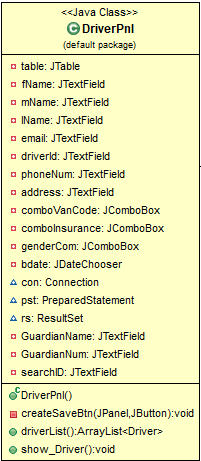 <<Java Class>>
DriverPnl
(default package)
table: JTable
fName: JTextField
mName: JTextField
lName: JTextField
email: JTextField
driverId: JTextField
phoneNum: JTextField
address: JTextField
comboVanCode: JComboBox
comboInsurance: JComboBox
genderCom: JComboBox
bdate: JDateChooser
con: Connection
pst: PreparedStatement
rs: ResultSet
GuardianName: JTextField
GuardianNum: JTextField
searchID: JTextField
DriverPnl()
createSaveBtn(JPanel,JButton):void
driverList():ArrayList<Driver>
show_Driver():void